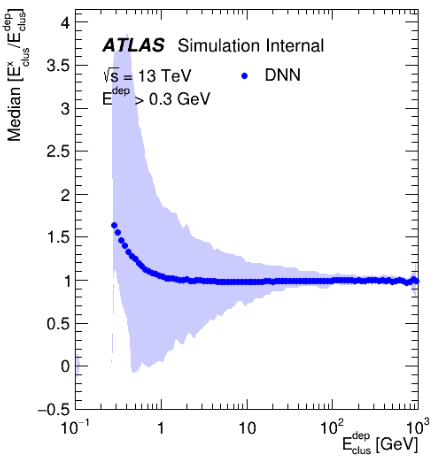 Median [E^x_clus/E^dep_clus]
4
3.5
3
2.5
2
1.5
1
0.5
0
−0.5
ATLAS Simulation Internal
√s = 13 TeV
DNN
E^dep > 0.3 GeV
10^−1 1 10 10^2 10^3
E^dep_clus [GeV]